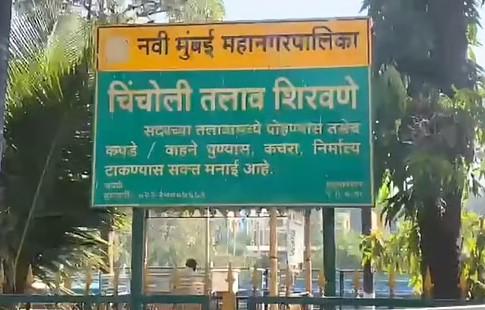 नवी मुंबई महानगरपालिका
चिंचोली तलाव शिरवणे
सदरच्या तलावामध्ये पोहण्यास तसेच
कपडे / वाहने धुण्यास, कचरा, निर्माल्य
टाकण्यास सक्त मनाई आहे.